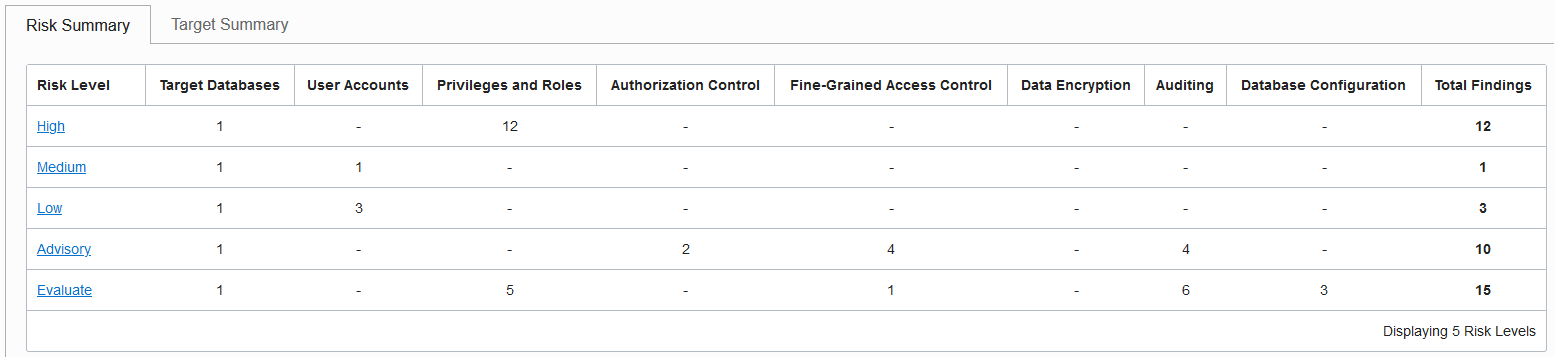 Risk Summary Target Summary
Risk Level Target Databases User Accounts Privileges and Roles Authorization Control Fine-Grained Access Control Data Encryption Auditing Database Configuration Total Findings
High 1 - 12 - - - - - 12
Medium 1 1 - - - - - - 1
Low 1 3 - - - - - - 3
Advisory 1 - - 2 4 - 4 - 10
Evaluate 1 - 5 - 1 - 6 3 15
Displaying 5 Risk Levels